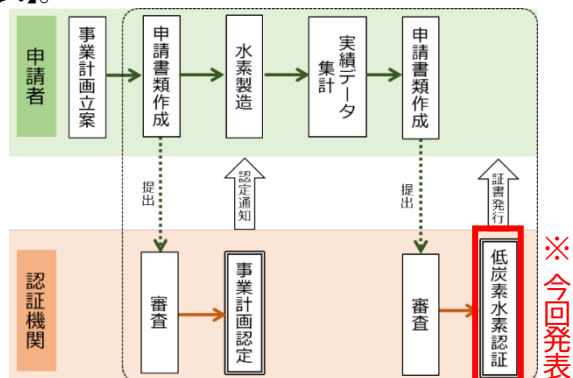 申請者
事業計画立案
申請書類作成
水素製造
実績データ
集計
申請書類作成
提出
認定通知
提出
証書発行
認証機関
審査
事業計画認定
審査
低炭素水素認証
※今回発表